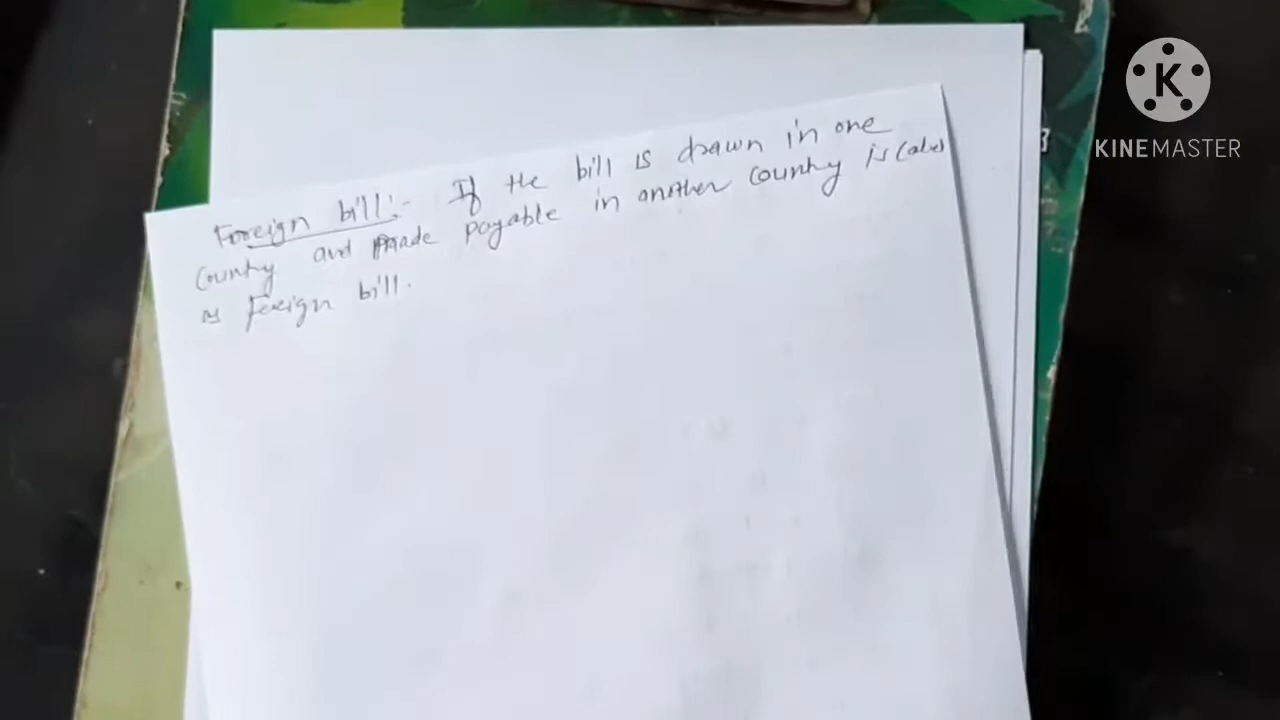 Foreign bill:- If the bill is drawn in one
country and made payable in another country is called
as Foreign bill.
K
KINEMASTER